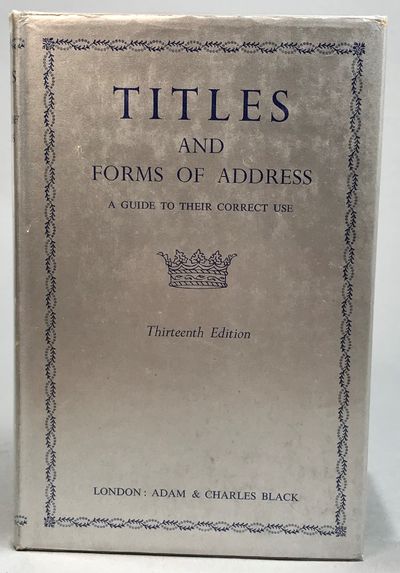 TITLES
AND
FORMS OF ADDRESS
A GUIDE TO THEIR CORRECT USE
Thirteenth Edition
LONDON: ADAM & CHARLES BLACK